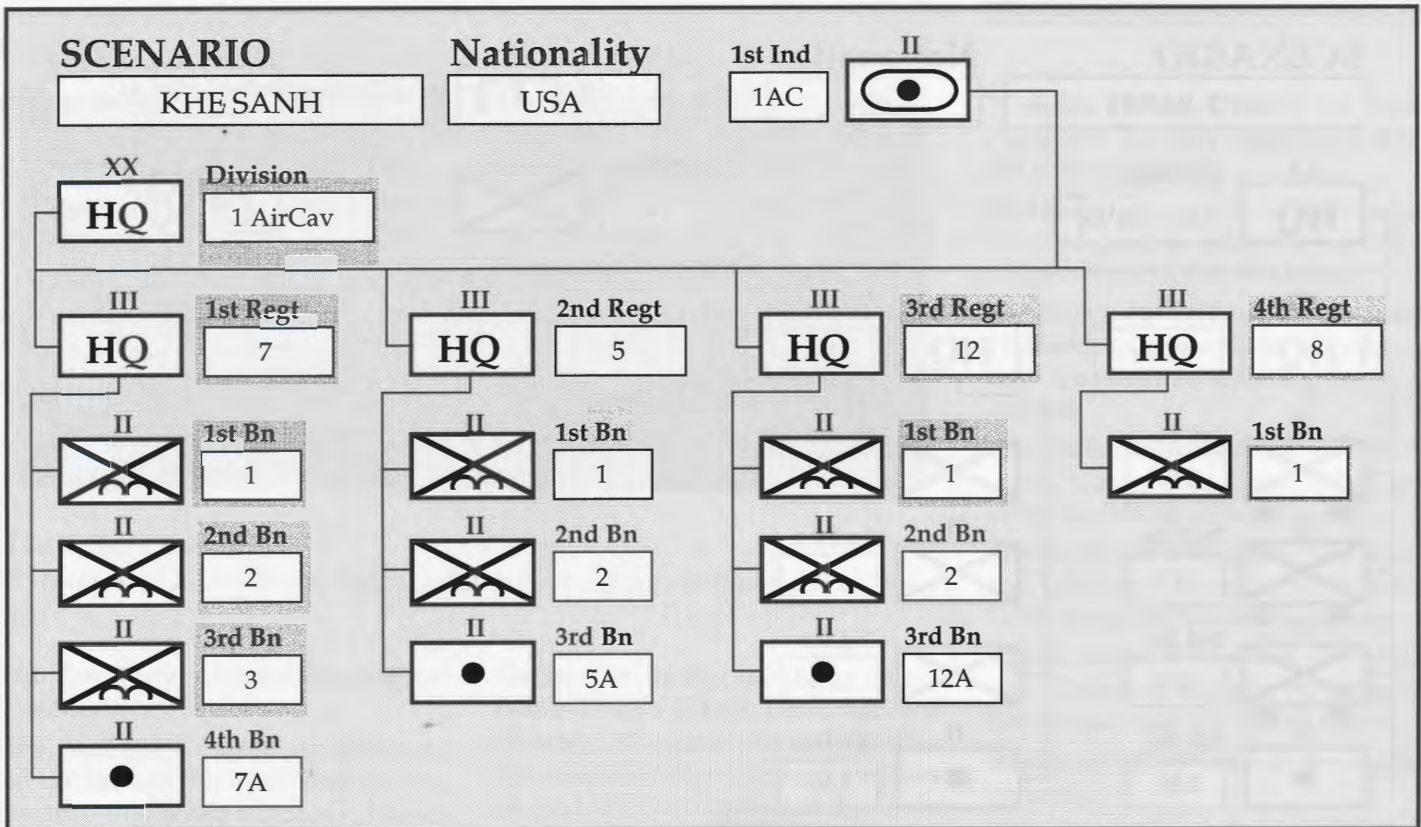 SCENARIO Nationality 1st Ind II
KHE SANH USA 1AC
XX Division
HQ 1 AirCav
III 1st Regt III 2nd Regt III 3rd Regt III 4th Regt
HQ 7 HQ 5 HQ 12 HQ 8
II 1st Bn II 1st Bn II 1st Bn II 1st Bn
1 1 1 1
II 2nd Bn II 2nd Bn II 2nd Bn
2 2 2
II 3rd Bn II 3rd Bn II 3rd Bn
3 5A 12A
II 4th Bn
7A